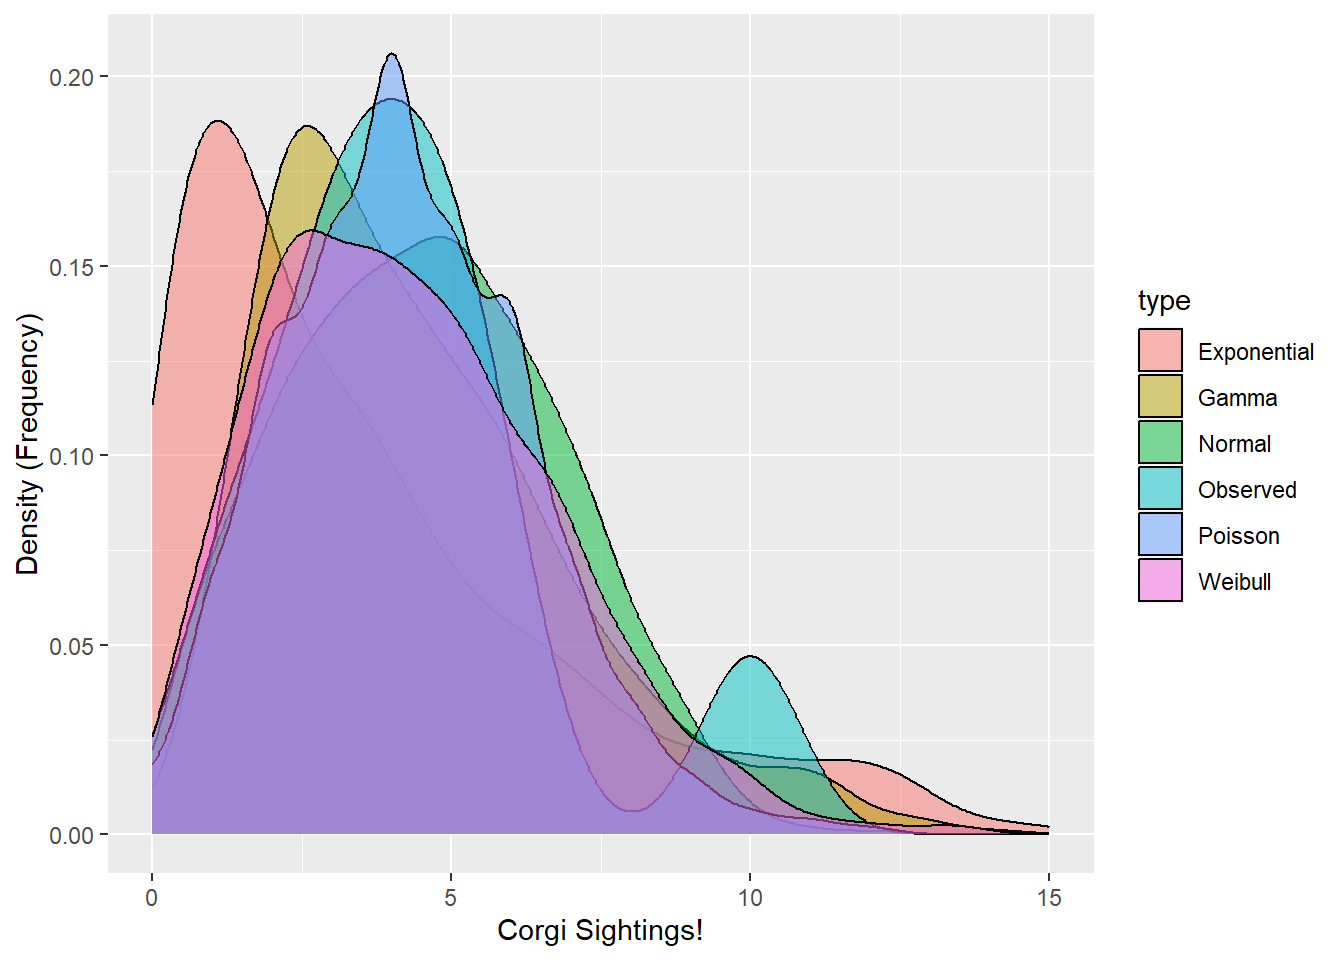 0.20
0.15
0.10
0.05
0.00
Density (Frequency)
0 5 10 15
Corgi Sightings!
type
Exponential
Gamma
Normal
Observed
Poisson
Weibull